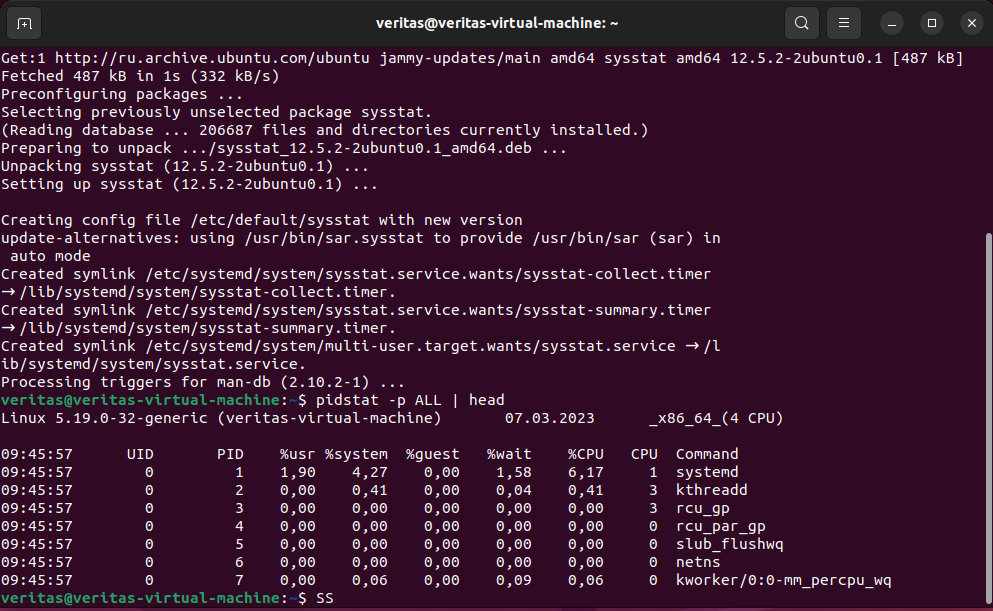 veritas@veritas-virtual-machine: ~
Get:1 http://ru.archive.ubuntu.com/ubuntu jammy-updates/main amd64 sysstat amd64 12.5.2-2ubuntu0.1 [487 kB]
Fetched 487 kB in 1s (332 kB/s)
Preconfiguring packages ...
Selecting previously unselected package sysstat.
(Reading database ... 206687 files and directories currently installed.)
Preparing to unpack .../sysstat_12.5.2-2ubuntu0.1_amd64.deb ...
Unpacking sysstat (12.5.2-2ubuntu0.1) ...
Setting up sysstat (12.5.2-2ubuntu0.1) ...

Creating config file /etc/default/sysstat with new version
update-alternatives: using /usr/bin/sar.sysstat to provide /usr/bin/sar (sar) in
 auto mode
Created symlink /etc/systemd/system/sysstat.service.wants/sysstat-collect.timer
→ /lib/systemd/system/sysstat-collect.timer.
Created symlink /etc/systemd/system/sysstat.service.wants/sysstat-summary.timer
→ /lib/systemd/system/sysstat-summary.timer.
Created symlink /etc/systemd/system/multi-user.target.wants/sysstat.service → /l
ib/systemd/system/sysstat.service.
Processing triggers for man-db (2.10.2-1) ...
veritas@veritas-virtual-machine:~$ pidstat -p ALL | head
Linux 5.19.0-32-generic (veritas-virtual-machine) 07.03.2023 _x86_64_(4 CPU)

09:45:57 UID PID %usr %system %guest %wait %CPU CPU Command
09:45:57 0 1 1,90 4,27 0,00 1,58 6,17 1 systemd
09:45:57 0 2 0,00 0,41 0,00 0,04 0,41 3 kthreadd
09:45:57 0 3 0,00 0,00 0,00 0,00 0,00 3 rcu_gp
09:45:57 0 4 0,00 0,00 0,00 0,00 0,00 0 rcu_par_gp
09:45:57 0 5 0,00 0,00 0,00 0,00 0,00 0 slub_flushwq
09:45:57 0 6 0,00 0,00 0,00 0,00 0,00 0 netns
09:45:57 0 7 0,00 0,06 0,00 0,09 0,06 0 kworker/0:0-mm_percpu_wq
veritas@veritas-virtual-machine:~$ SS